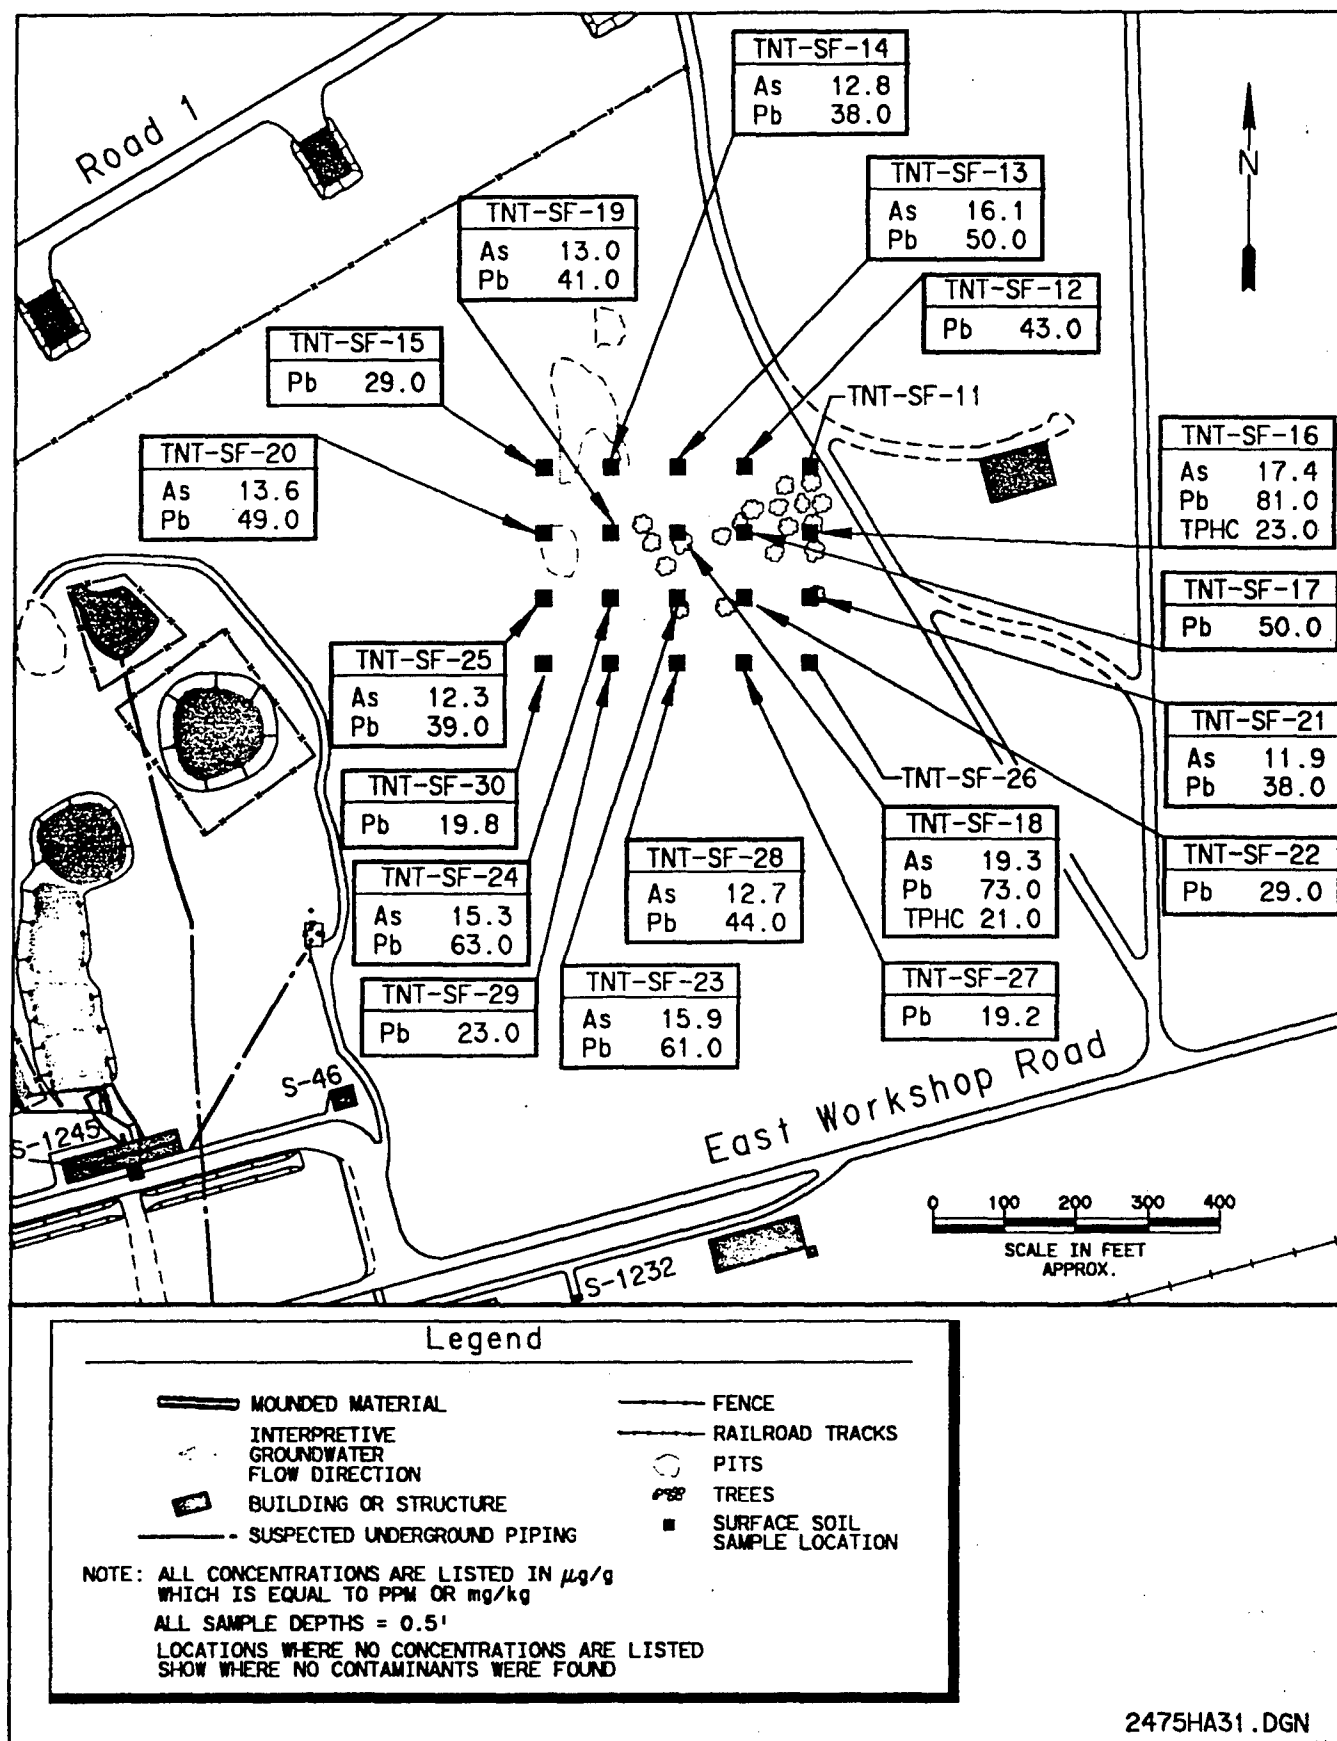 Road 1
TNT-SF-14
As 12.8
Pb 38.0
TNT-SF-13
As 16.1
Pb 50.0
N
TNT-SF-19
As 13.0
Pb 41.0
TNT-SF-12
Pb 43.0
TNT-SF-15
Pb 29.0
TNT-SF-11
TNT-SF-16
As 17.4
Pb 81.0
TPHC 23.0
TNT-SF-20
As 13.6
Pb 49.0
TNT-SF-17
Pb 50.0
TNT-SF-25
As 12.3
Pb 39.0
TNT-SF-21
As 11.9
Pb 38.0
TNT-SF-30
Pb 19.8
TNT-SF-26
TNT-SF-18
As 19.3
Pb 73.0
TPHC 21.0
TNT-SF-28
As 12.7
Pb 44.0
TNT-SF-22
Pb 29.0
TNT-SF-24
As 15.3
Pb 63.0
TNT-SF-29
Pb 23.0
TNT-SF-23
As 15.9
Pb 61.0
TNT-SF-27
Pb 19.2
S-46
S-1245
East Workshop Road
S-1232
0 100 200 300 400
SCALE IN FEET
APPROX.
Legend
MOUNDED MATERIAL
INTERPRETIVE
GROUNDWATER
FLOW DIRECTION
BUILDING OR STRUCTURE
SUSPECTED UNDERGROUND PIPING
FENCE
RAILROAD TRACKS
PITS
TREES
SURFACE SOIL
SAMPLE LOCATION
NOTE: ALL CONCENTRATIONS ARE LISTED IN µg/g
WHICH IS EQUAL TO PPM OR mg/kg
ALL SAMPLE DEPTHS = 0.5'
LOCATIONS WHERE NO CONCENTRATIONS ARE LISTED
SHOW WHERE NO CONTAMINANTS WERE FOUND
2475HA31.DGN